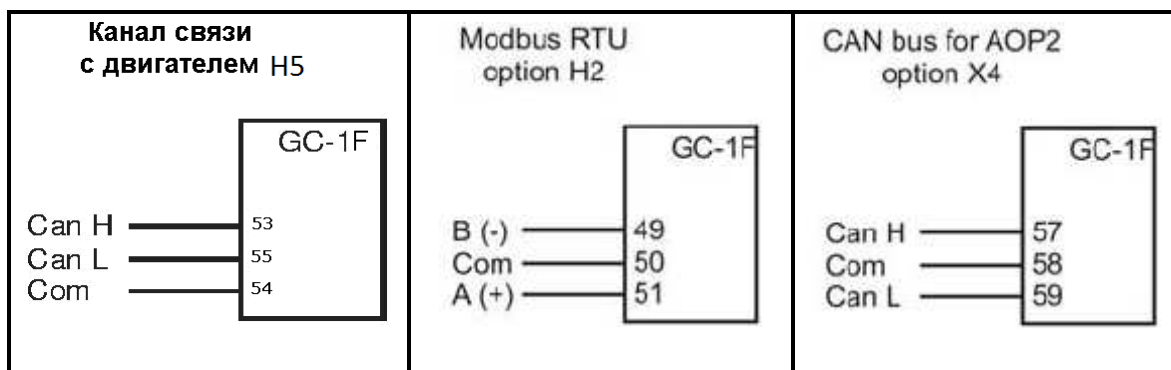 Канал связи
с двигателем H5
GC-1F
Can H 53
Can L 55
Com 54
Modbus RTU
option H2
GC-1F
B (-) 49
Com 50
A (+) 51
CAN bus for AOP2
option X4
GC-1F
Can H 57
Com 58
Can L 59